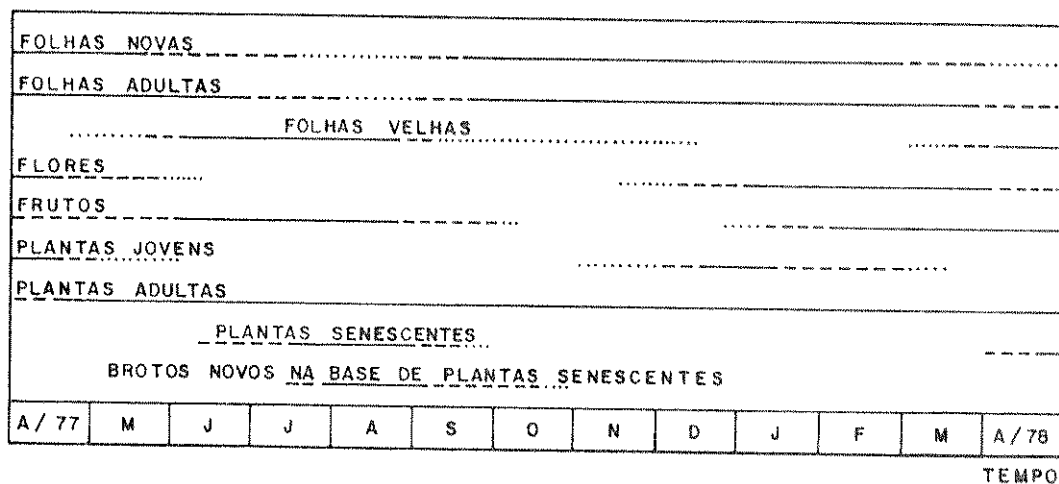 FOLHAS NOVAS
FOLHAS ADULTAS
FOLHAS VELHAS
FLORES
FRUTOS
PLANTAS JOVENS
PLANTAS ADULTAS
PLANTAS SENESCENTES
BROTOS NOVOS NA BASE DE PLANTAS SENESCENTES
A / 77 M J J A S O N D J F M A / 78
TEMPO